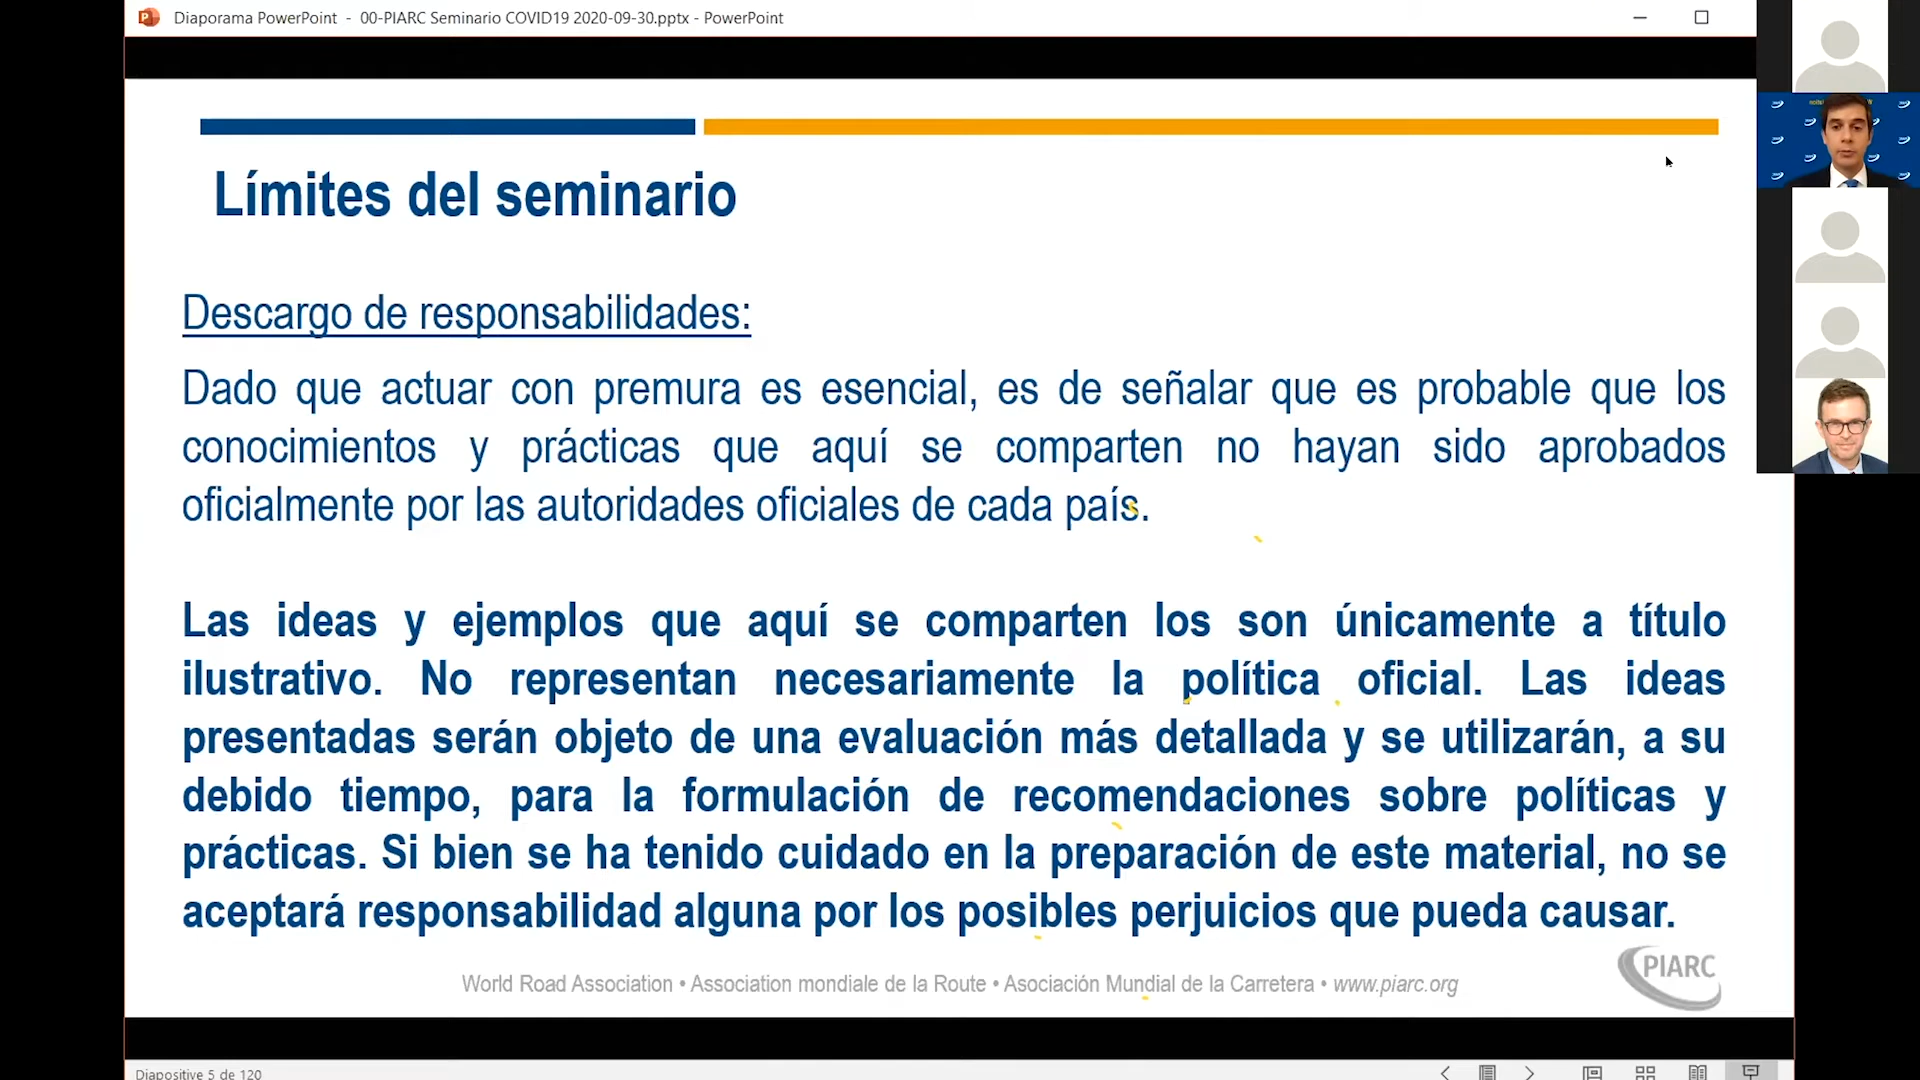 Diaporama PowerPoint - 00-PIARC Seminario COVID19 2020-09-30.pptx - PowerPoint
Límites del seminario
Descargo de responsabilidades:
Dado que actuar con premura es esencial, es de señalar que es probable que los
conocimientos y prácticas que aquí se comparten no hayan sido aprobados
oficialmente por las autoridades oficiales de cada país.
Las ideas y ejemplos que aquí se comparten los son únicamente a título
ilustrativo. No representan necesariamente la política oficial. Las ideas
presentadas serán objeto de una evaluación más detallada y se utilizarán, a su
debido tiempo, para la formulación de recomendaciones sobre políticas y
prácticas. Si bien se ha tenido cuidado en la preparación de este material, no se
aceptará responsabilidad alguna por los posibles perjuicios que pueda causar.
World Road Association • Association mondiale de la Route • Asociación Mundial de la Carretera • www.piarc.org
PIARC
Diapositive 5 de 120